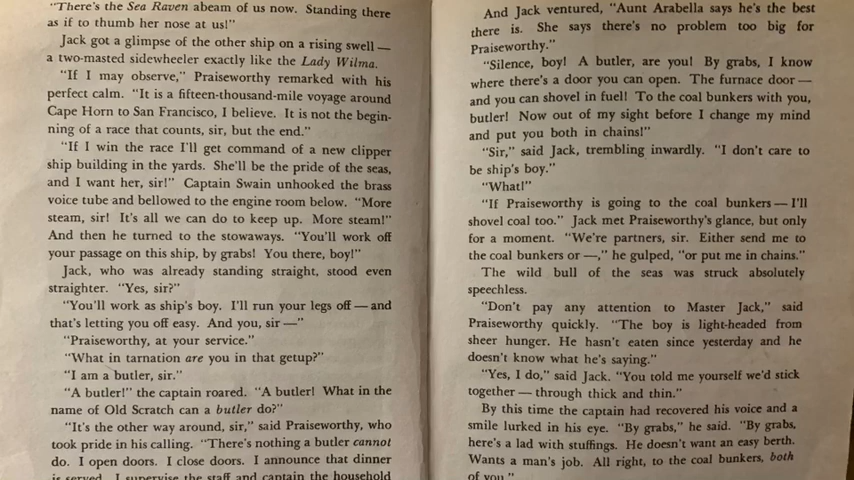 "There's the Sea Raven abeam of us now. Standing there
as if to thumb her nose at us!"
Jack got a glimpse of the other ship on a rising swell —
a two-masted sidewheeler exactly like the Lady Wilma.
"If I may observe," Praiseworthy remarked with his
perfect calm. "It is a fifteen-thousand-mile voyage around
Cape Horn to San Francisco, I believe. It is not the begin-
ning of a race that counts, sir, but the end."
"If I win the race I'll get command of a new clipper
ship building in the yards. She'll be the pride of the seas,
and I want her, sir!" Captain Swain unhooked the brass
voice tube and bellowed to the engine room below. "More
steam, sir! It's all we can do to keep up. More steam!"
And then he turned to the stowaways. "You'll work off
your passage on this ship, by grabs! You there, boy!"
Jack, who was already standing straight, stood even
straighter. "Yes, sir?"
"You'll work as ship's boy. I'll run your legs off — and
that's letting you off easy. And you, sir —"
"Praiseworthy, at your service."
"What in tarnation are you in that getup?"
"I am a butler, sir."
"A butler!" the captain roared. "A butler! What in the
name of Old Scratch can a butler do?"
"It's the other way around, sir," said Praiseworthy, who
took pride in his calling. "There's nothing a butler cannot
do. I open doors. I close doors. I announce that dinner
is served. I supervise the staff and captain the household
And Jack ventured, "Aunt Arabella says he's the best
there is. She says there's no problem too big for
Praiseworthy."
"Silence, boy! A butler, are you! By grabs, I know
where there's a door you can open. The furnace door —
and you can shovel in fuel! To the coal bunkers with you,
butler! Now out of my sight before I change my mind
and put you both in chains!"
"Sir," said Jack, trembling inwardly. "I don't care to
be ship's boy."
"What!"
"If Praiseworthy is going to the coal bunkers — I'll
shovel coal too." Jack met Praiseworthy's glance, but only
for a moment. "We're partners, sir. Either send me to
the coal bunkers or —," he gulped, "or put me in chains."
The wild bull of the seas was struck absolutely
speechless.
"Don't pay any attention to Master Jack," said
Praiseworthy quickly. "The boy is light-headed from
sheer hunger. He hasn't eaten since yesterday and he
doesn't know what he's saying."
"Yes, I do," said Jack. "You told me yourself we'd stick
together — through thick and thin."
By this time the captain had recovered his voice and a
smile lurked in his eye. "By grabs," he said. "By grabs,
here's a lad with stuffings. He doesn't want an easy berth.
Wants a man's job. All right, to the coal bunkers, both
of you."